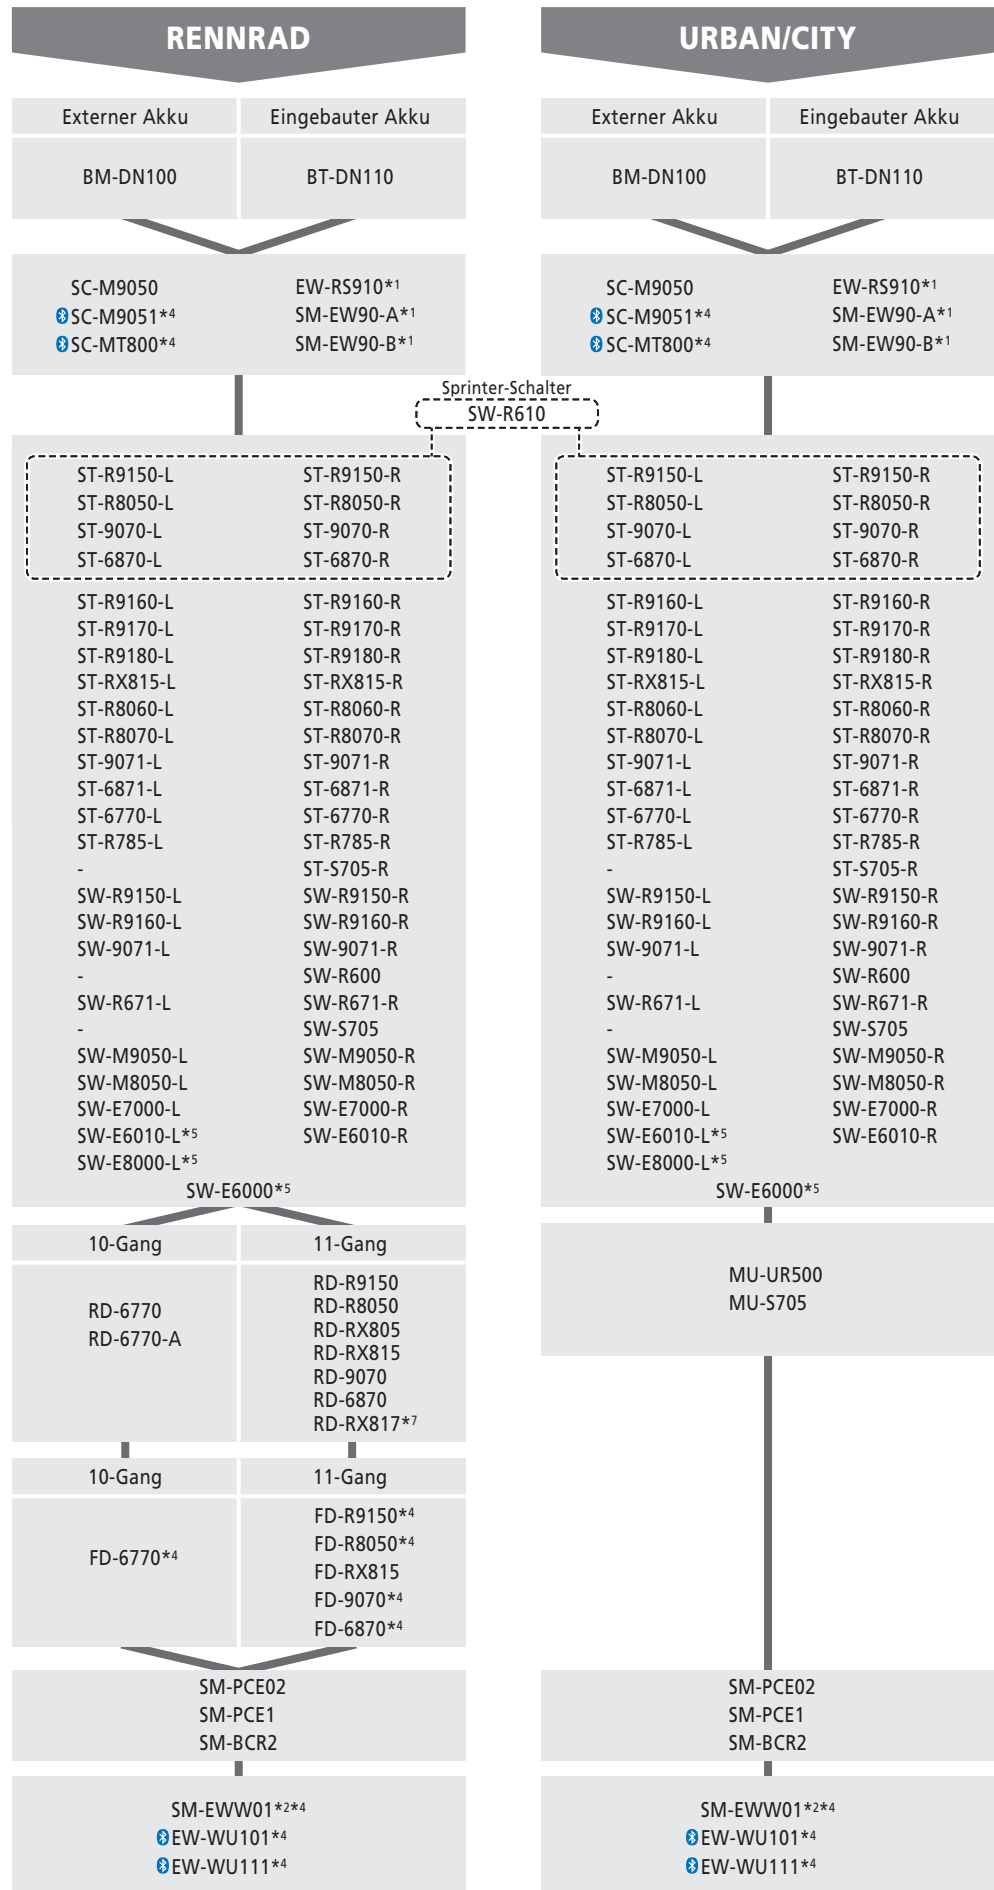 RENNRAD
Externer Akku Eingebauter Akku
BM-DN100 BT-DN110
SC-M9050 EW-RS910*1
SC-M9051*4 SM-EW90-A*1
SC-MT800*4 SM-EW90-B*1
Sprinter-Schalter
SW-R610
ST-R9150-L ST-R9150-R
ST-R8050-L ST-R8050-R
ST-9070-L ST-9070-R
ST-6870-L ST-6870-R
ST-R9160-L ST-R9160-R
ST-R9170-L ST-R9170-R
ST-R9180-L ST-R9180-R
ST-RX815-L ST-RX815-R
ST-R8060-L ST-R8060-R
ST-R8070-L ST-R8070-R
ST-9071-L ST-9071-R
ST-6871-L ST-6871-R
ST-6770-L ST-6770-R
ST-R785-L ST-R785-R
- ST-S705-R
SW-R9150-L SW-R9150-R
SW-R9160-L SW-R9160-R
SW-9071-L SW-9071-R
- SW-R600
SW-R671-L SW-R671-R
- SW-S705
SW-M9050-L SW-M9050-R
SW-M8050-L SW-M8050-R
SW-E7000-L SW-E7000-R
SW-E6010-L*5 SW-E6010-R
SW-E8000-L*5
SW-E6000*5
10-Gang 11-Gang
RD-6770
RD-6770-A
RD-R9150
RD-R8050
RD-RX805
RD-RX815
RD-9070
RD-6870
RD-RX817*7
10-Gang 11-Gang
FD-6770*4
FD-R9150*4
FD-R8050*4
FD-RX815
FD-9070*4
FD-6870*4
SM-PCE02
SM-PCE1
SM-BCR2
SM-EWW01*2*4
EW-WU101*4
EW-WU111*4
URBAN/CITY
Externer Akku Eingebauter Akku
BM-DN100 BT-DN110
SC-M9050 EW-RS910*1
SC-M9051*4 SM-EW90-A*1
SC-MT800*4 SM-EW90-B*1
ST-R9150-L ST-R9150-R
ST-R8050-L ST-R8050-R
ST-9070-L ST-9070-R
ST-6870-L ST-6870-R
ST-R9160-L ST-R9160-R
ST-R9170-L ST-R9170-R
ST-R9180-L ST-R9180-R
ST-RX815-L ST-RX815-R
ST-R8060-L ST-R8060-R
ST-R8070-L ST-R8070-R
ST-9071-L ST-9071-R
ST-6871-L ST-6871-R
ST-6770-L ST-6770-R
ST-R785-L ST-R785-R
- ST-S705-R
SW-R9150-L SW-R9150-R
SW-R9160-L SW-R9160-R
SW-9071-L SW-9071-R
- SW-R600
SW-R671-L SW-R671-R
- SW-S705
SW-M9050-L SW-M9050-R
SW-M8050-L SW-M8050-R
SW-E7000-L SW-E7000-R
SW-E6010-L*5 SW-E6010-R
SW-E8000-L*5
SW-E6000*5
MU-UR500
MU-S705
SM-PCE02
SM-PCE1
SM-BCR2
SM-EWW01*2*4
EW-WU101*4
EW-WU111*4